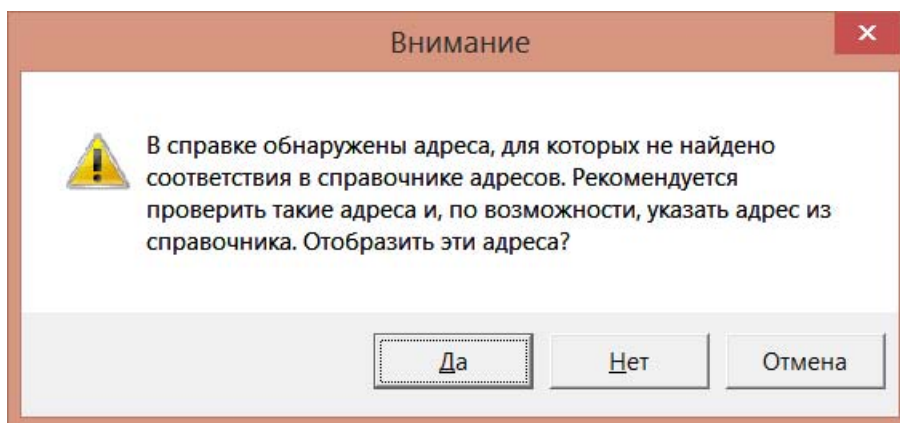 Внимание
В справке обнаружены адреса, для которых не найдено
соответствия в справочнике адресов. Рекомендуется
проверить такие адреса и, по возможности, указать адрес из
справочника. Отобразить эти адреса?
Да Нет Отмена